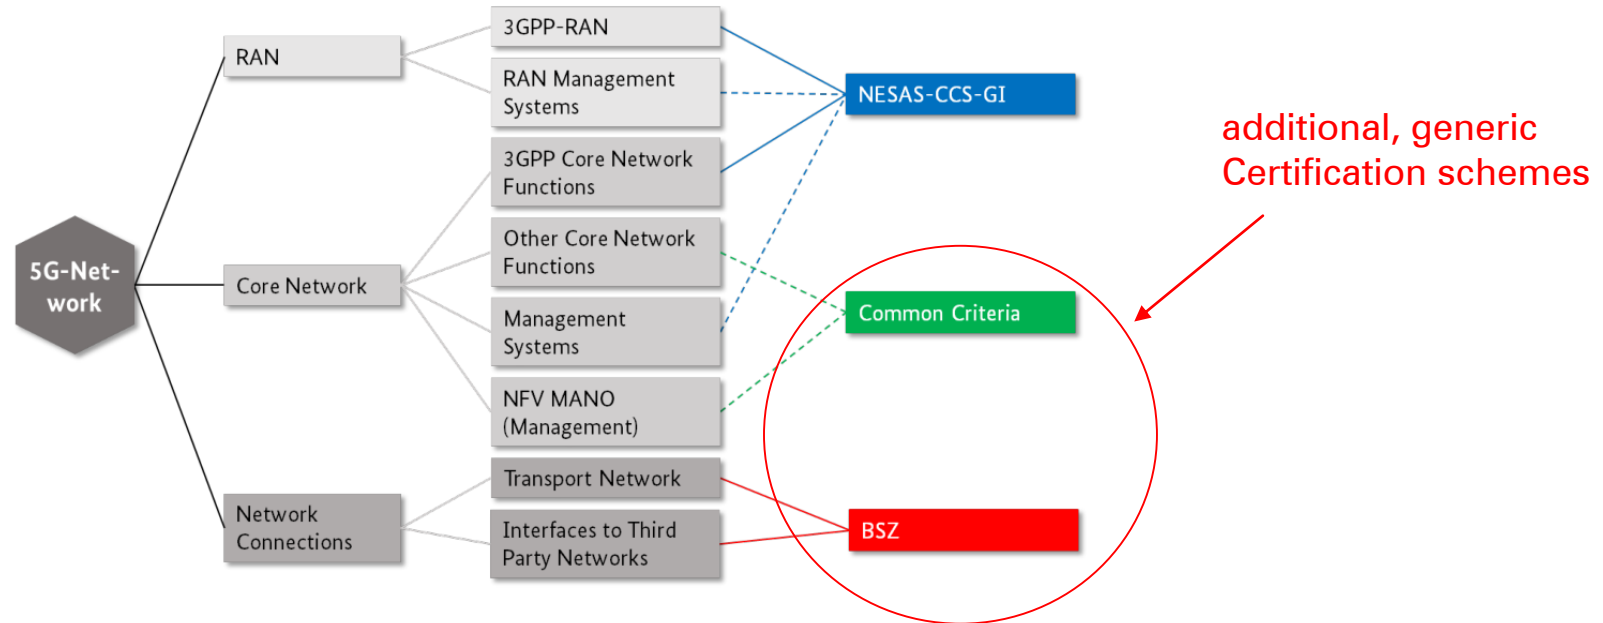 3GPP-RAN
RAN
RAN Management
Systems
NESAS-CCS-GI
additional, generic
Certification schemes
3GPP Core Network
Functions
Other Core Network
Functions
5G-Net-
work
Core Network
Common Criteria
Management
Systems
NFV MANO
(Management)
Transport Network
Network
Connections
Interfaces to Third
Party Networks
BSZ